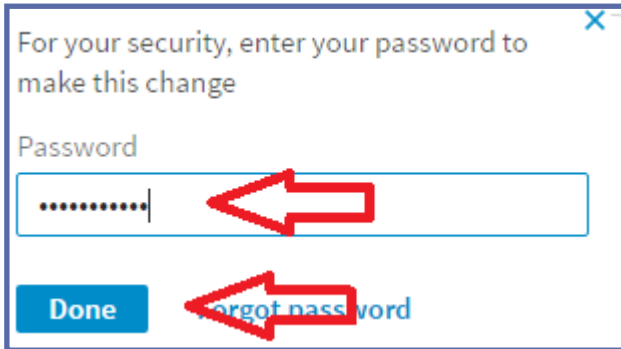 For your security, enter your password to
make this change
Password
•••••••••••
Done Forgot password